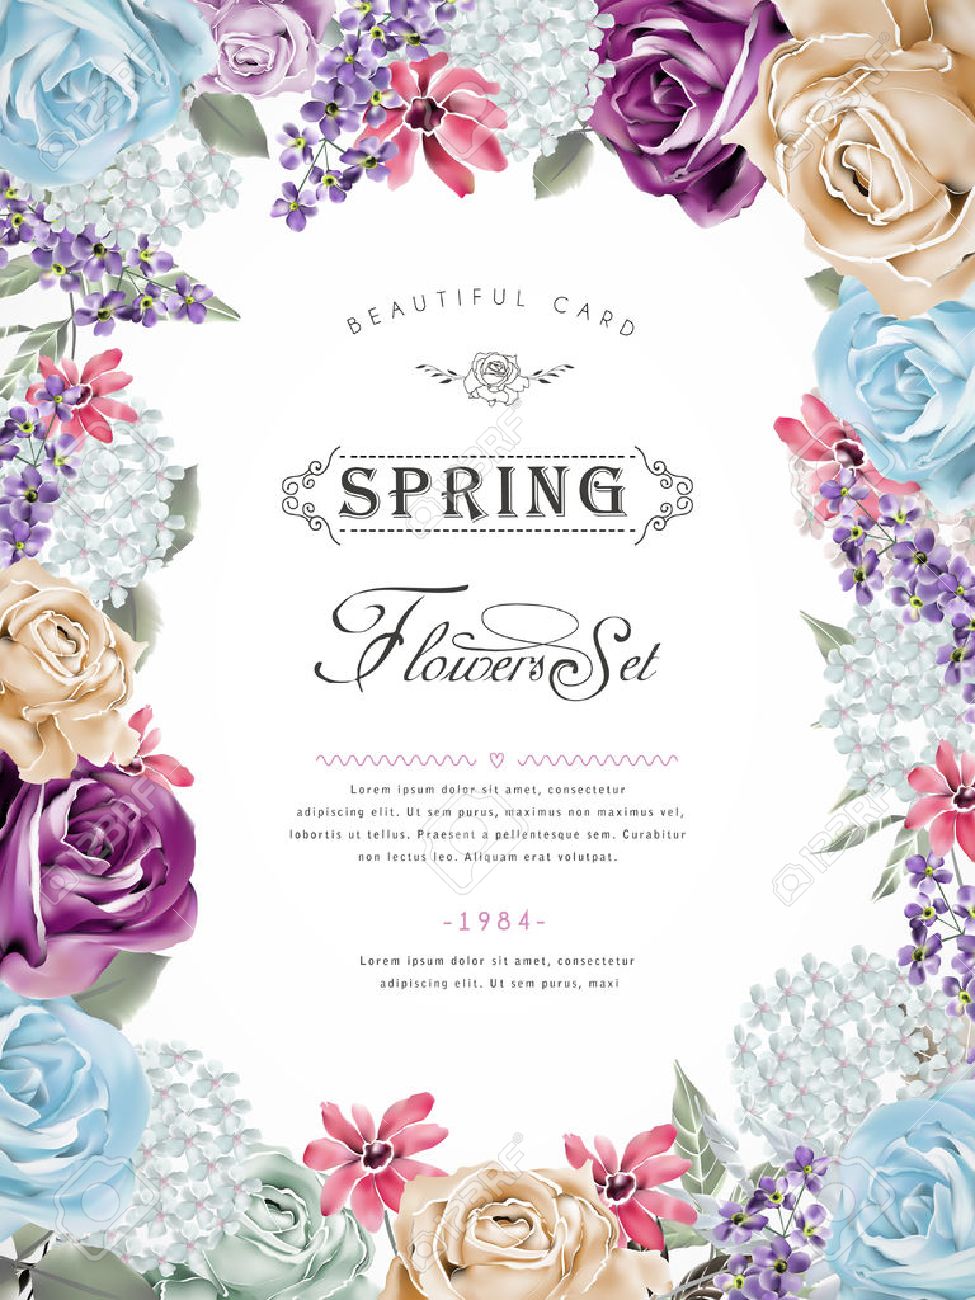 BEAUTIFUL CARD
SPRING
Flowers Set
Lorem ipsum dolor sit amet, consectetur
adipiscing elit. Ut sem purus, maximus maximus vel,
lobortis ut tellus. Praesent a pellentesque sem. Curabitur
non lectus leo. Aliquam erat volutpat.
-1984-
Lorem ipsum dolor sit amet, consectetur
adipiscing elit. Ut sem purus, maxi